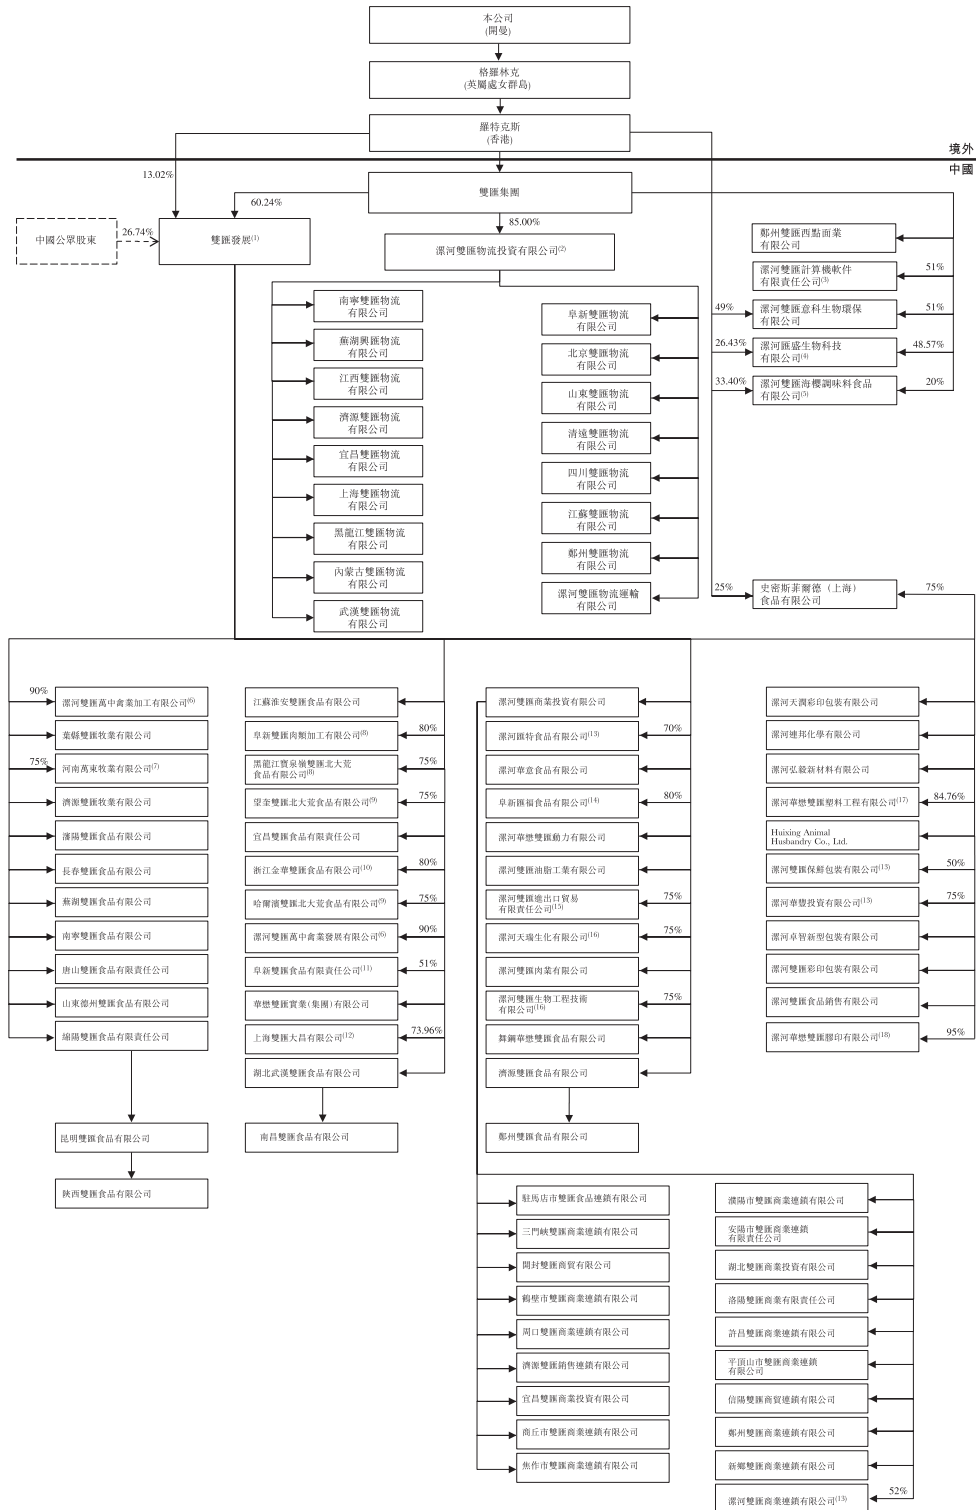 本公司
(開曼)
格羅林克
(英屬處女群島)
羅特克斯
(香港)
境外
中國
13.02%
雙匯集團
60.24%
85.00%
中國公眾股東
26.74%
雙匯發展(1)
漯河雙匯物流投資有限公司(2)
鄭州雙匯西點面業
有限公司
漯河雙匯計算機軟件
有限責任公司(3)
51%
49%
漯河雙匯意科生物環保
有限公司
51%
26.43%
漯河匯盛生物科技
有限公司(4)
48.57%
33.40%
漯河雙匯海櫻調味料食品
有限公司(5)
20%
南寧雙匯物流
有限公司
蕪湖興匯物流
有限公司
江西雙匯物流
有限公司
濟源雙匯物流
有限公司
宜昌雙匯物流
有限公司
上海雙匯物流
有限公司
黑龍江雙匯物流
有限公司
內蒙古雙匯物流
有限公司
武漢雙匯物流
有限公司
阜新雙匯物流
有限公司
北京雙匯物流
有限公司
山東雙匯物流
有限公司
清遠雙匯物流
有限公司
四川雙匯物流
有限公司
江蘇雙匯物流
有限公司
鄭州雙匯物流
有限公司
漯河雙匯物流運輸
有限公司
25%
史密斯菲爾德（上海）
食品有限公司
75%
90%
漯河雙匯萬中禽業加工有限公司(6)
葉縣雙匯牧業有限公司
75%
河南萬東牧業有限公司(7)
濟源雙匯牧業有限公司
瀋陽雙匯食品有限公司
長春雙匯食品有限公司
蕪湖雙匯食品有限公司
南寧雙匯食品有限公司
唐山雙匯食品有限責任公司
山東德州雙匯食品有限公司
綿陽雙匯食品有限責任公司
昆明雙匯食品有限公司
陝西雙匯食品有限公司
江蘇淮安雙匯食品有限公司
阜新雙匯肉類加工有限公司(8)
80%
黑龍江寶泉嶺雙匯北大荒
食品有限公司(8)
75%
望奎雙匯北大荒食品有限公司(9)
75%
宜昌雙匯食品有限責任公司
浙江金華雙匯食品有限公司(10)
80%
哈爾濱雙匯北大荒食品有限公司(9)
75%
漯河雙匯萬中禽業發展有限公司(6)
90%
阜新雙匯食品有限責任公司(11)
51%
華懋雙匯實業(集團)有限公司
上海雙匯大昌有限公司(12)
73.96%
湖北武漢雙匯食品有限公司
南昌雙匯食品有限公司
漯河雙匯商業投資有限公司
漯河匯特食品有限公司(13)
70%
漯河華意食品有限公司
阜新匯福食品有限公司(14)
80%
漯河華懋雙匯動力有限公司
漯河雙匯油脂工業有限公司
漯河雙匯進出口貿易
有限責任公司(15)
75%
漯河天瑞生化有限公司(16)
75%
漯河雙匯肉業有限公司
漯河雙匯生物工程技術
有限公司(16)
75%
舞鋼華懋雙匯食品有限公司
濟源雙匯食品有限公司
鄭州雙匯食品有限公司
漯河天潤彩印包裝有限公司
漯河連邦化學有限公司
漯河弘毅新材料有限公司
漯河華懋雙匯塑料工程有限公司(17)
84.76%
Huixing Animal
Husbandry Co., Ltd.
漯河雙匯保鮮包裝有限公司(13)
50%
漯河華豐投資有限公司(13)
75%
漯河卓智新型包裝有限公司
漯河雙匯彩印包裝有限公司
漯河雙匯食品銷售有限公司
漯河華懋雙匯膠印有限公司(18)
95%
駐馬店市雙匯食品連鎖有限公司
三門峽雙匯商業連鎖有限公司
開封雙匯商貿有限公司
鶴壁市雙匯商業連鎖有限公司
周口雙匯商業連鎖有限公司
濟源雙匯銷售連鎖有限公司
宜昌雙匯商業投資有限公司
商丘市雙匯商業連鎖有限公司
焦作市雙匯商業連鎖有限公司
濮陽市雙匯商業連鎖有限公司
安陽市雙匯商業連鎖
有限責任公司
湖北雙匯商業投資有限公司
洛陽雙匯商業有限責任公司
許昌雙匯商業連鎖有限公司
平頂山市雙匯商業連鎖
有限公司
信陽雙匯商貿連鎖有限公司
鄭州雙匯商業連鎖有限公司
新鄉雙匯商業連鎖有限公司
漯河雙匯商業連鎖有限公司(13)
52%